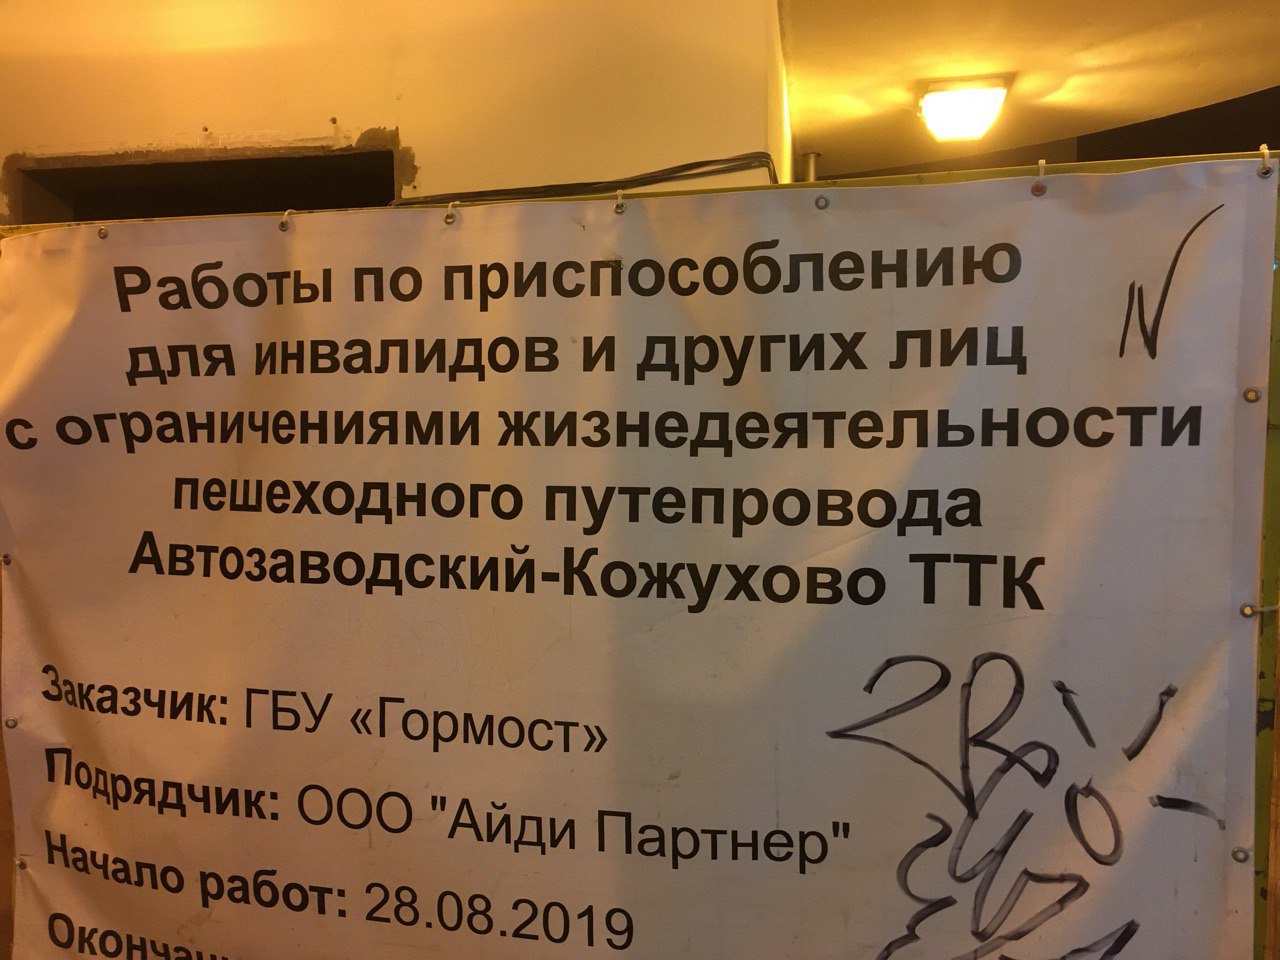 Работы по приспособлению
для инвалидов и других лиц
с ограничениями жизнедеятельности
пешеходного путепровода
Автозаводский-Кожухово ТТК
Заказчик: ГБУ «Гормост»
Подрядчик: ООО "Айди Партнер"
Начало работ: 28.08.2019